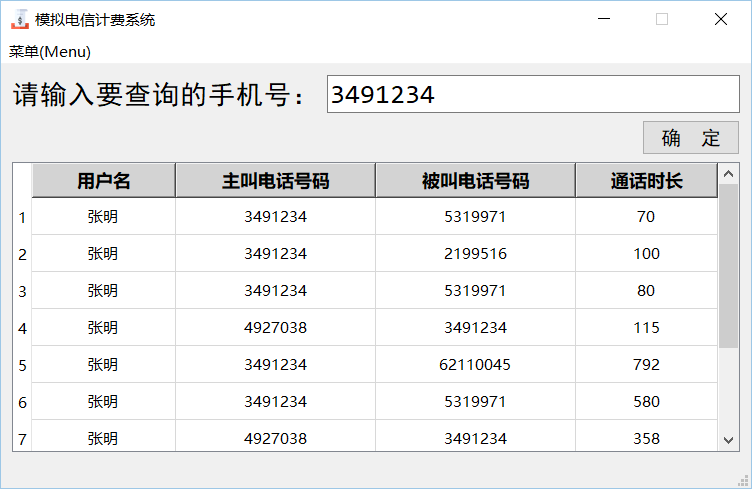 模拟电信计费系统
菜单(Menu)
请输入要查询的手机号： 3491234
确 定
用户名 主叫电话号码 被叫电话号码 通话时长
1 张明 3491234 5319971 70
2 张明 3491234 2199516 100
3 张明 3491234 5319971 80
4 张明 4927038 3491234 115
5 张明 3491234 62110045 792
6 张明 3491234 5319971 580
7 张明 4927038 3491234 358